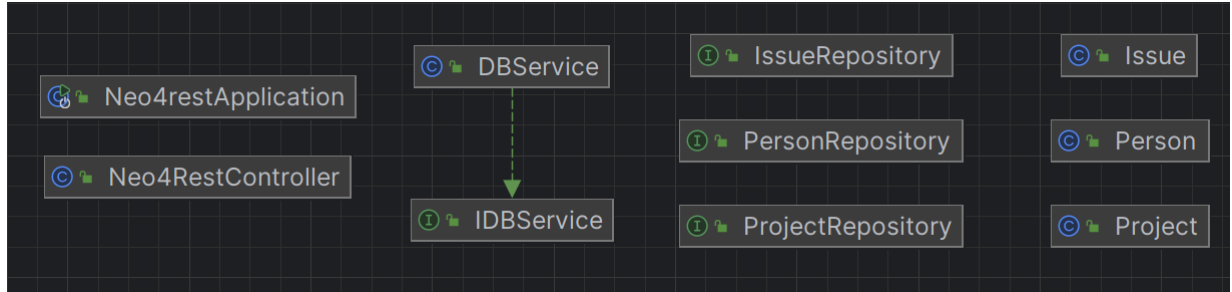 Neo4restApplication
Neo4RestController
DBService
IDBService
IssueRepository
PersonRepository
ProjectRepository
Issue
Person
Project